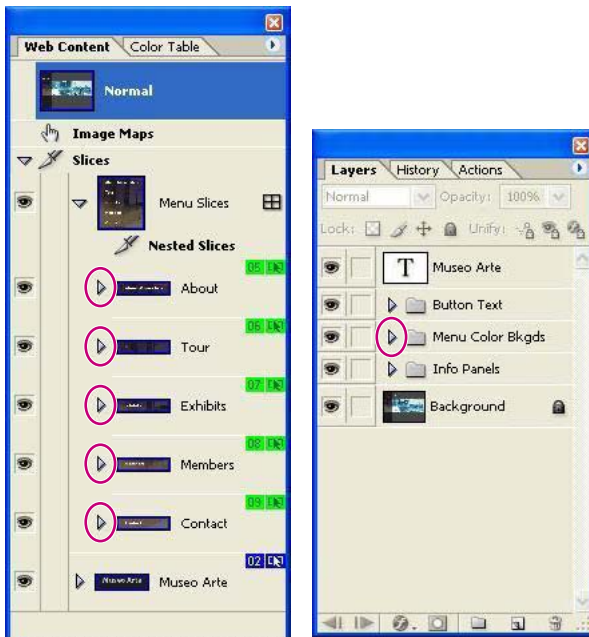 Web Content
Color Table
Normal
Image Maps
Slices
Menu Slices
Nested Slices
05
About
06
Tour
07
Exhibits
08
Members
09
Contact
02
Museo Arte
Museo Arte
Layers
History
Actions
Normal
Opacity: 100%
Lock:
Unify:
T
Museo Arte
Button Text
Menu Color Bkgds
Info Panels
Background